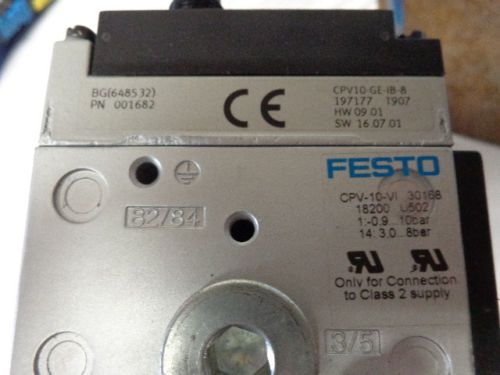 BG(648532)
PN 001682
CE
CPV10-GE-IB-8
197177 T907
HW 09.01
SW 16.07.01
FESTO
CPV-10-VI 30168
18200 U502
1:-0.9...10bar
14: 3,0...8bar
Only for Connection
to Class 2 supply
82/84
3/5